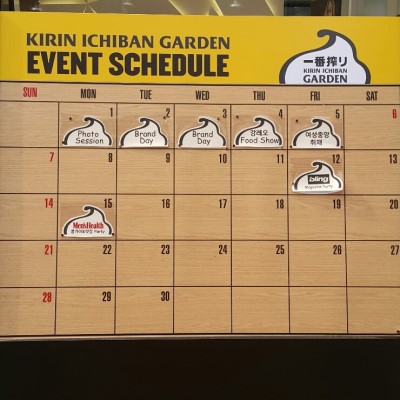 KIRIN ICHIBAN GARDEN
EVENT SCHEDULE
一番搾り
KIRIN ICHIBAN
GARDEN
SUN MON TUE WED THU FRI SAT
1 2 3 4 5 6
Photo Session
Brand Day
Brand Day
강레오 Food Show
여성중앙 취재
7 8 9 10 11 12 13
bling
Magazine Party
14 15 16 17 18 19 20
Men'sHealth
Party
21 22 23 24 25 26 27
28 29 30